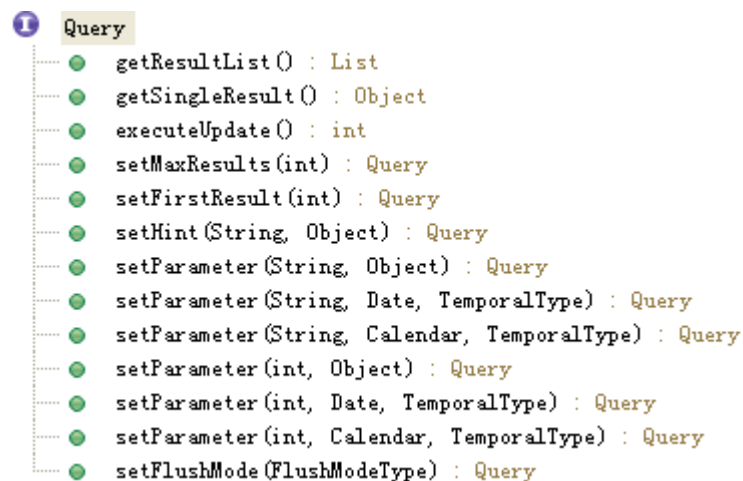 I Query
getResultList() : List
getSingleResult() : Object
executeUpdate() : int
setMaxResults(int) : Query
setFirstResult(int) : Query
setHint(String, Object) : Query
setParameter(String, Object) : Query
setParameter(String, Date, TemporalType) : Query
setParameter(String, Calendar, TemporalType) : Query
setParameter(int, Object) : Query
setParameter(int, Date, TemporalType) : Query
setParameter(int, Calendar, TemporalType) : Query
setFlushMode(FlushModeType) : Query